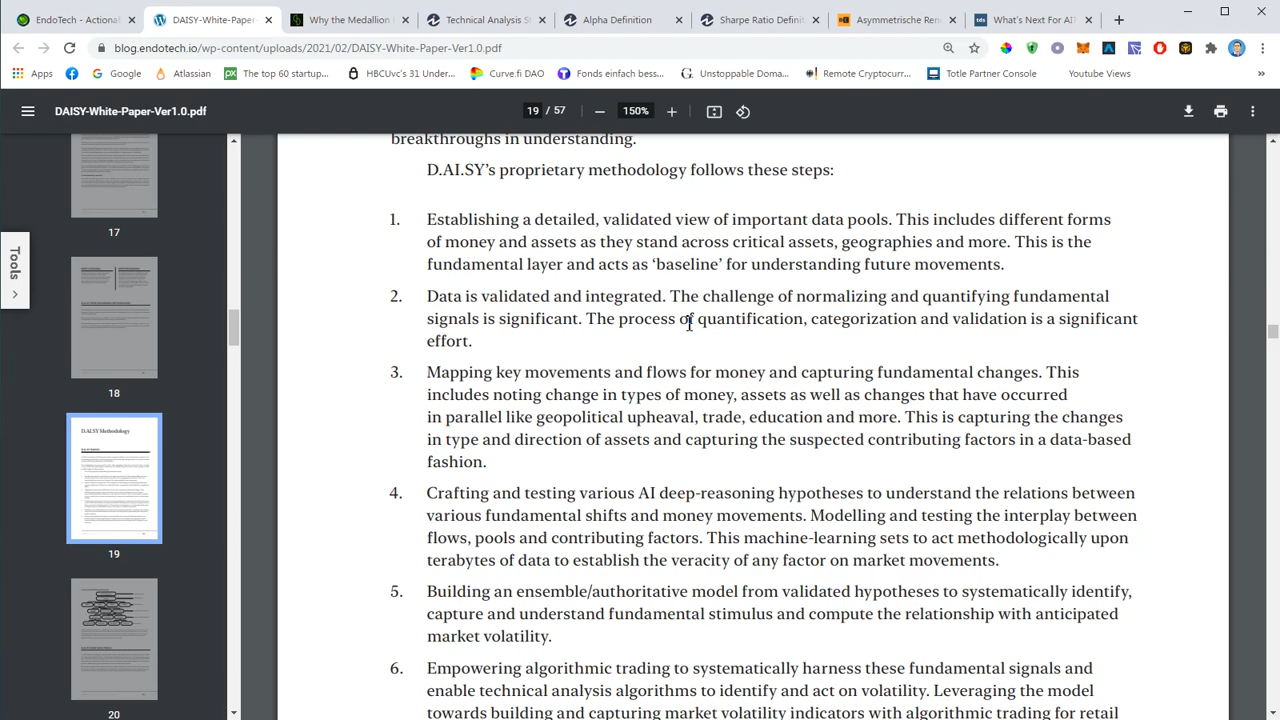 EndoTech - Actional
DAISY-White-Paper-
Why the Medallion
Technical Analysis S
Alpha Definition
Sharpe Ratio Definit
Asymmetrische Ren
What's Next For AI?
blog.endotech.io/wp-content/uploads/2021/02/DAISY-White-Paper-Ver1.0.pdf
Apps
Google
Atlassian
The top 60 startup...
HBCUvc's 31 Under...
Curve.fi DAO
Fonds einfach bess...
Unstoppable Doma...
Remote Cryptocurr...
Totle Partner Console
Youtube Views
DAISY-White-Paper-Ver1.0.pdf
19 / 57
150%
Tools
17
18
D.AI.SY Methodology
19
20
breakthroughs in understanding.
D.AI.SY's proprietary methodology follows these steps:
1. Establishing a detailed, validated view of important data pools. This includes different forms
of money and assets as they stand across critical assets, geographies and more. This is the
fundamental layer and acts as 'baseline' for understanding future movements.
2. Data is validated and integrated. The challenge of normalizing and quantifying fundamental
signals is significant. The process of quantification, categorization and validation is a significant
effort.
3. Mapping key movements and flows for money and capturing fundamental changes. This
includes noting change in types of money, assets as well as changes that have occurred
in parallel like geopolitical upheaval, trade, education and more. This is capturing the changes
in type and direction of assets and capturing the suspected contributing factors in a data-based
fashion.
4. Crafting and testing various AI deep-reasoning hypotheses to understand the relations between
various fundamental shifts and money movements. Modelling and testing the interplay between
flows, pools and contributing factors. This machine-learning sets to act methodologically upon
terabytes of data to establish the veracity of any factor on market movements.
5. Building an ensemble/authoritative model from validated hypotheses to systematically identify,
capture and understand fundamental stimulus and compute the relationship with anticipated
market volatility.
6. Empowering algorithmic trading to systematically harness these fundamental signals and
enable technical analysis algorithms to identify and act on volatility. Leveraging the model
towards building and capturing market volatility indicators with algorithmic trading for retail